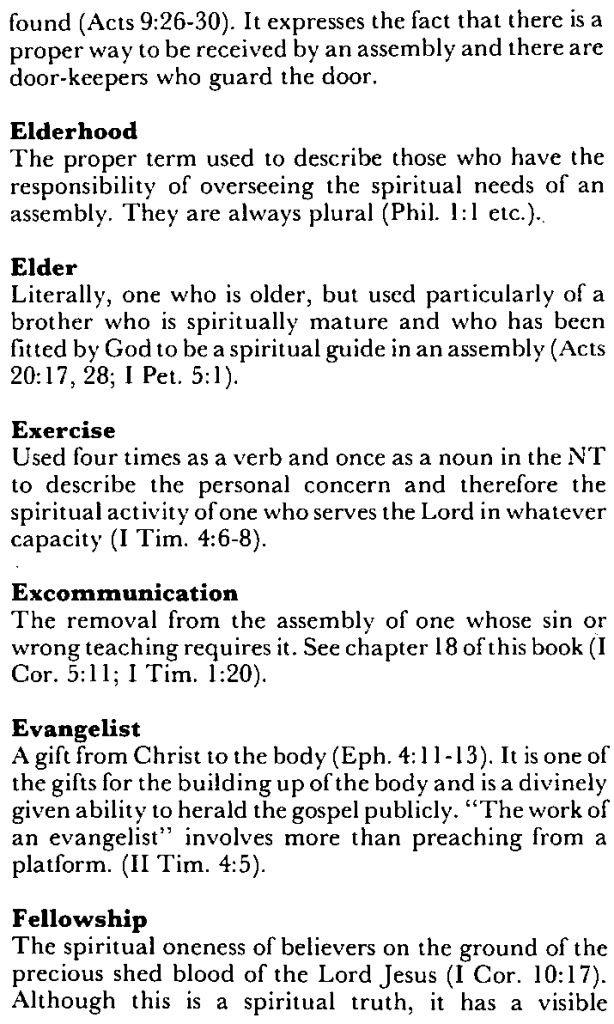 found (Acts 9:26-30). It expresses the fact that there is a
proper way to be received by an assembly and there are
door-keepers who guard the door.
Elderhood
The proper term used to describe those who have the
responsibility of overseeing the spiritual needs of an
assembly. They are always plural (Phil. 1:1 etc.).
Elder
Literally, one who is older, but used particularly of a
brother who is spiritually mature and who has been
fitted by God to be a spiritual guide in an assembly (Acts
20:17, 28; I Pet. 5:1).
Exercise
Used four times as a verb and once as a noun in the NT
to describe the personal concern and therefore the
spiritual activity of one who serves the Lord in whatever
capacity (I Tim. 4:6-8).
Excommunication
The removal from the assembly of one whose sin or
wrong teaching requires it. See chapter 18 of this book (I
Cor. 5:11; I Tim. 1:20).
Evangelist
A gift from Christ to the body (Eph. 4:11-13). It is one of
the gifts for the building up of the body and is a divinely
given ability to herald the gospel publicly. “The work of
an evangelist” involves more than preaching from a
platform. (II Tim. 4:5).
Fellowship
The spiritual oneness of believers on the ground of the
precious shed blood of the Lord Jesus (I Cor. 10:17).
Although this is a spiritual truth, it has a visible